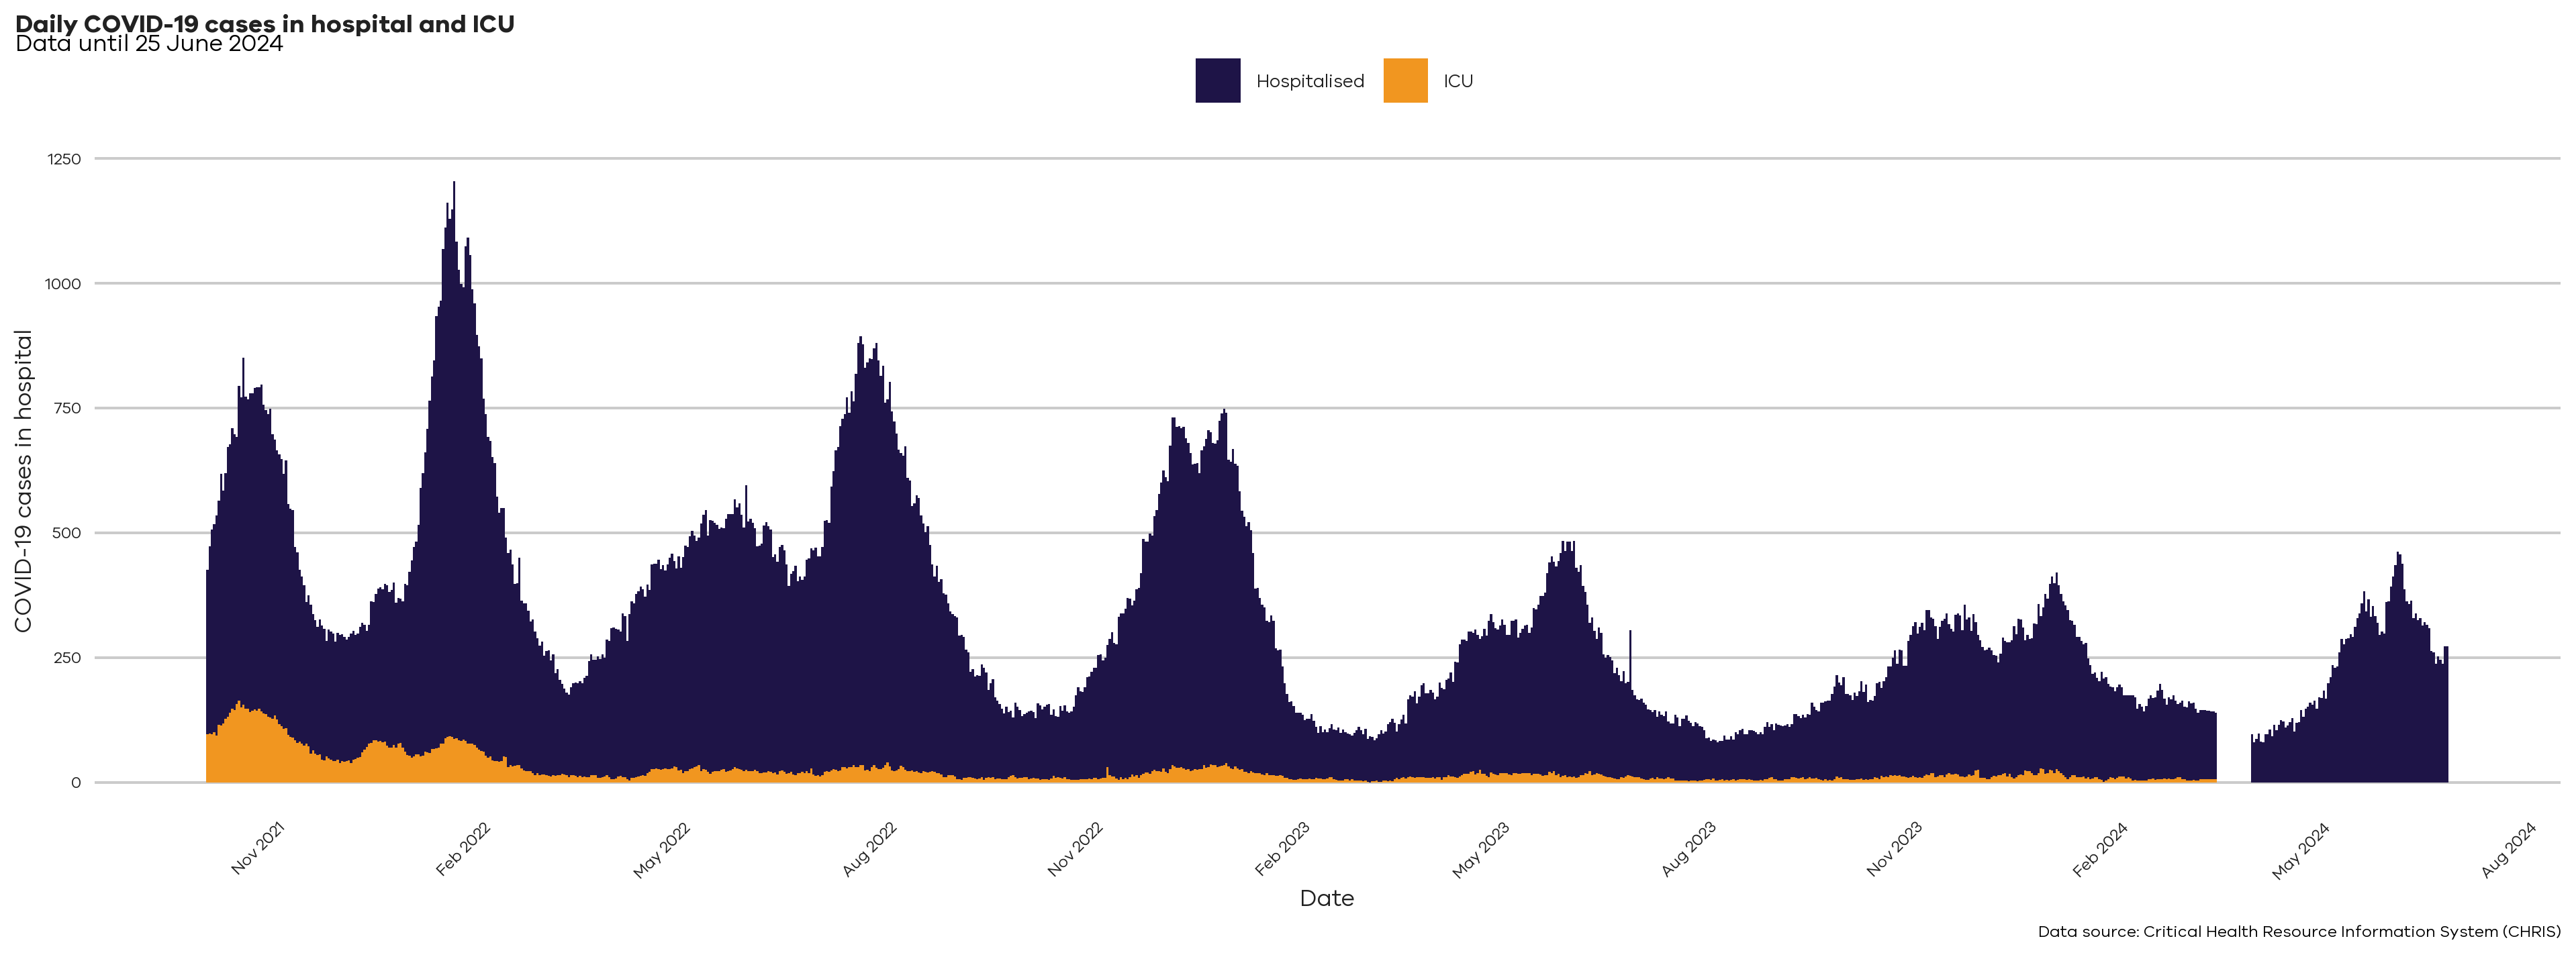 Daily COVID-19 cases in hospital and ICU
Data until 25 June 2024
Hospitalised
ICU
COVID-19 cases in hospital
1250
1000
750
500
250
0
Nov 2021
Feb 2022
May 2022
Aug 2022
Nov 2022
Feb 2023
May 2023
Aug 2023
Nov 2023
Feb 2024
May 2024
Aug 2024
Date
Data source: Critical Health Resource Information System (CHRIS)